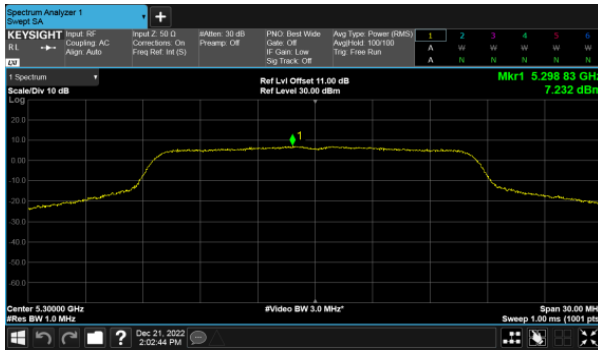 Spectrum Analyzer 1
Swept SA
+
KEYSIGHT
RL
Input: RF
Coupling: AC
Align: Auto
Input Z: 50 Ω
Corrections: On
Freq Ref: Int (S)
#Atten: 30 dB
Preamp: Off
PNO: Best Wide
Gate: Off
IF Gain: Low
Sig Track: Off
Avg Type: Power (RMS)
Avg|Hold: 100/100
Trig: Free Run
1 2 3 4 5 6
A W W W W W
A N N N N N
1 Spectrum
Scale/Div 10 dB
Log
Ref Lvl Offset 11.00 dB
Ref Level 30.00 dBm
Mkr1 5.298 83 GHz
7.232 dBm
1
20.0
10.0
0.00
-10.0
-20.0
-30.0
-40.0
-50.0
-60.0
Center 5.30000 GHz
#Res BW 1.0 MHz
#Video BW 3.0 MHz*
Span 30.00 MH
Sweep 1.00 ms (1001 pts
?
Dec 21, 2022
2:02:44 PM